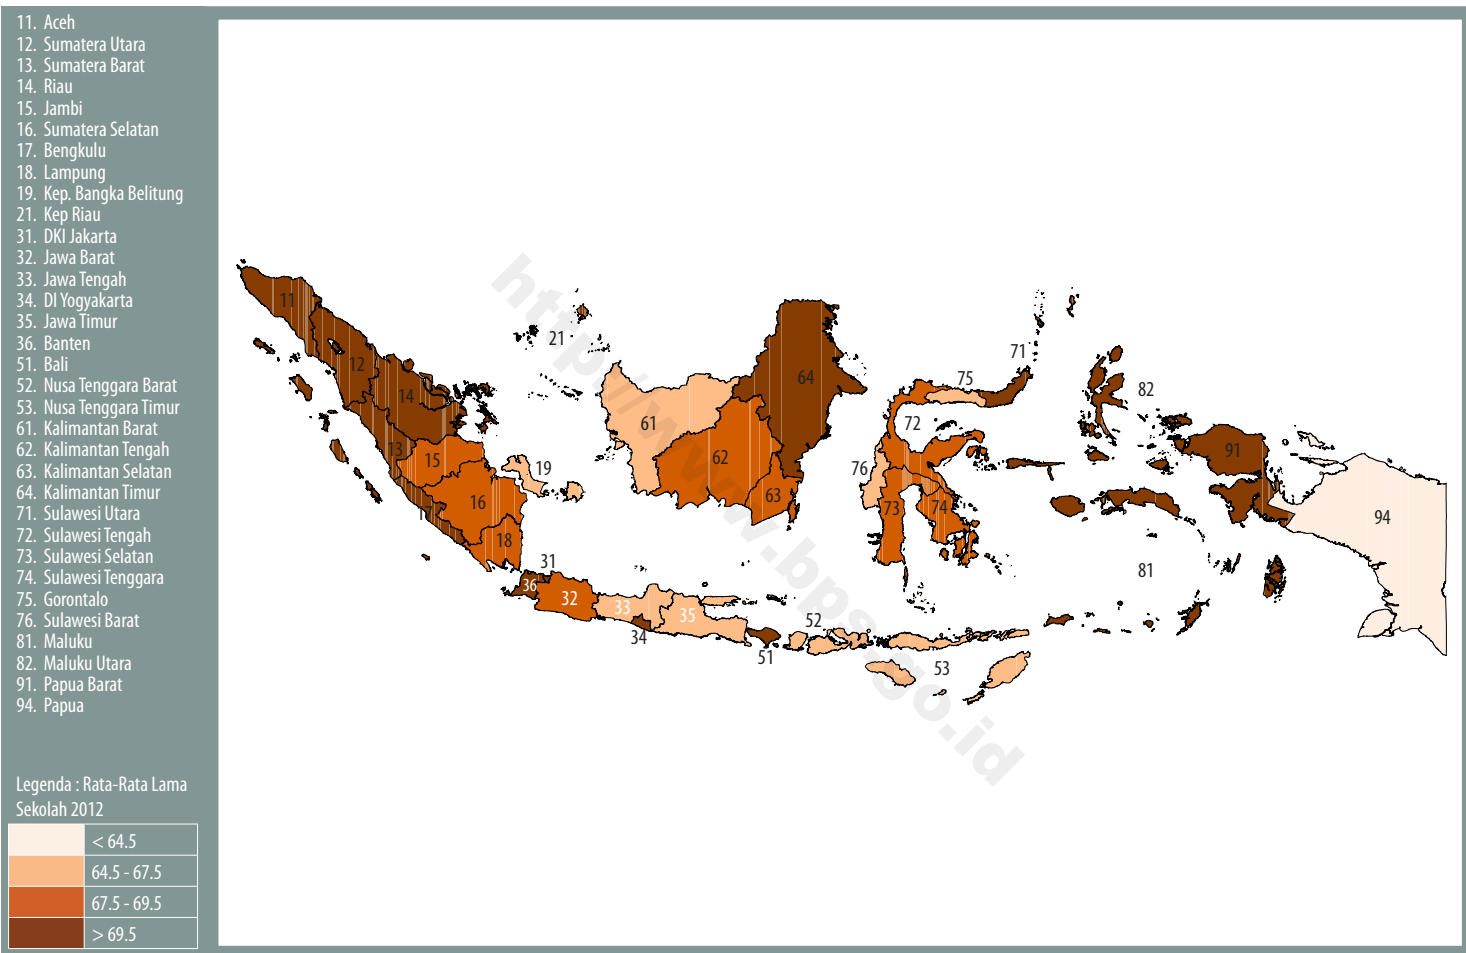 11. Aceh
12. Sumatera Utara
13. Sumatera Barat
14. Riau
15. Jambi
16. Sumatera Selatan
17. Bengkulu
18. Lampung
19. Kep. Bangka Belitung
21. Kep Riau
31. DKI Jakarta
32. Jawa Barat
33. Jawa Tengah
34. DI Yogyakarta
35. Jawa Timur
36. Banten
51. Bali
52. Nusa Tenggara Barat
53. Nusa Tenggara Timur
61. Kalimantan Barat
62. Kalimantan Tengah
63. Kalimantan Selatan
64. Kalimantan Timur
71. Sulawesi Utara
72. Sulawesi Tengah
73. Sulawesi Selatan
74. Sulawesi Tenggara
75. Gorontalo
76. Sulawesi Barat
81. Maluku
82. Maluku Utara
91. Papua Barat
94. Papua
Legenda : Rata-Rata Lama
Sekolah 2012
< 64.5
64.5 - 67.5
67.5 - 69.5
> 69.5
11
12
14
13
15
16
17
18
19
21
31
36
32
33
34
35
51
52
53
61
62
63
64
71
75
72
76
73
74
82
81
91
94
http://www.bps.go.id